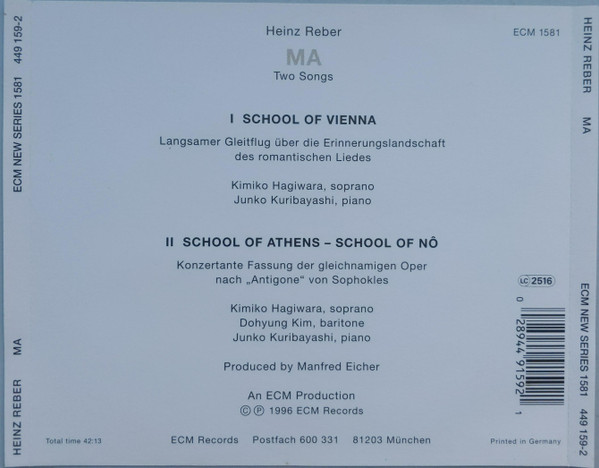 Heinz Reber
ECM 1581
MA
Two Songs
I SCHOOL OF VIENNA
Langsamer Gleitflug über die Erinnerungslandschaft
des romantischen Liedes
Kimiko Hagiwara, soprano
Junko Kuribayashi, piano
II SCHOOL OF ATHENS – SCHOOL OF NÔ
Konzertante Fassung der gleichnamigen Oper
nach „Antigone“ von Sophokles
Kimiko Hagiwara, soprano
Dohyung Kim, baritone
Junko Kuribayashi, piano
Produced by Manfred Eicher
An ECM Production
© ℗ 1996 ECM Records
Total time 42:13
ECM Records Postfach 600 331 81203 München
Printed in Germany
LC 2516
0 28944 91592 1
HEINZ REBER MA ECM NEW SERIES 1581 449 159-2
HEINZ REBER MA ECM NEW SERIES 1581 449 159-2